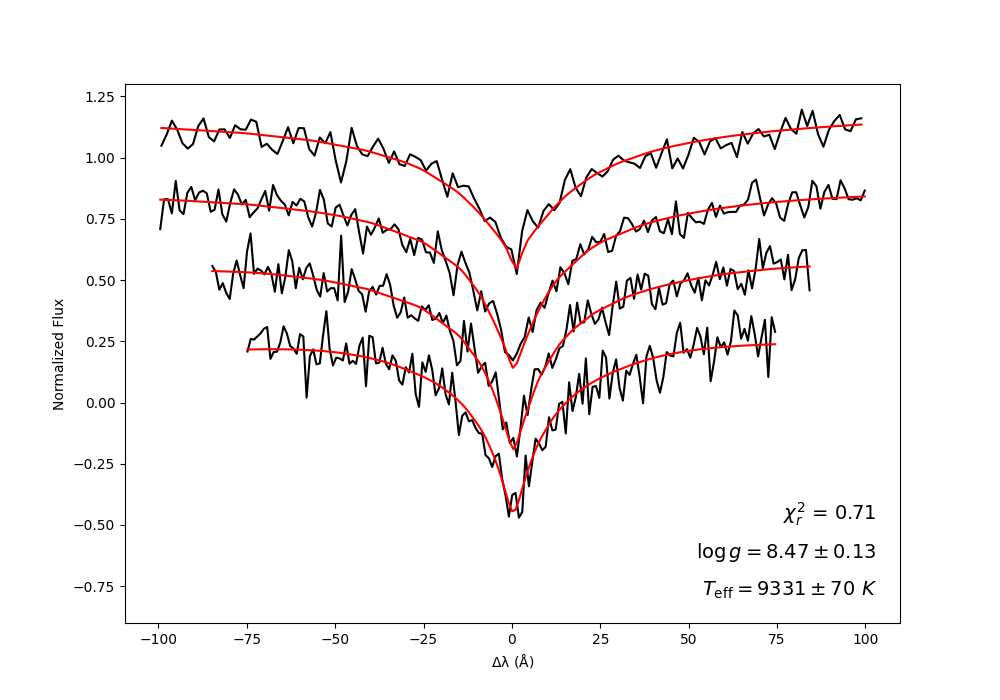 1.25
1.00
0.75
0.50
0.25
0.00
−0.25
−0.50
−0.75
Normalized Flux
χ²ᵣ = 0.71
log g = 8.47 ± 0.13
T_eff = 9331 ± 70 K
−100 −75 −50 −25 0 25 50 75 100
Δλ (Å)